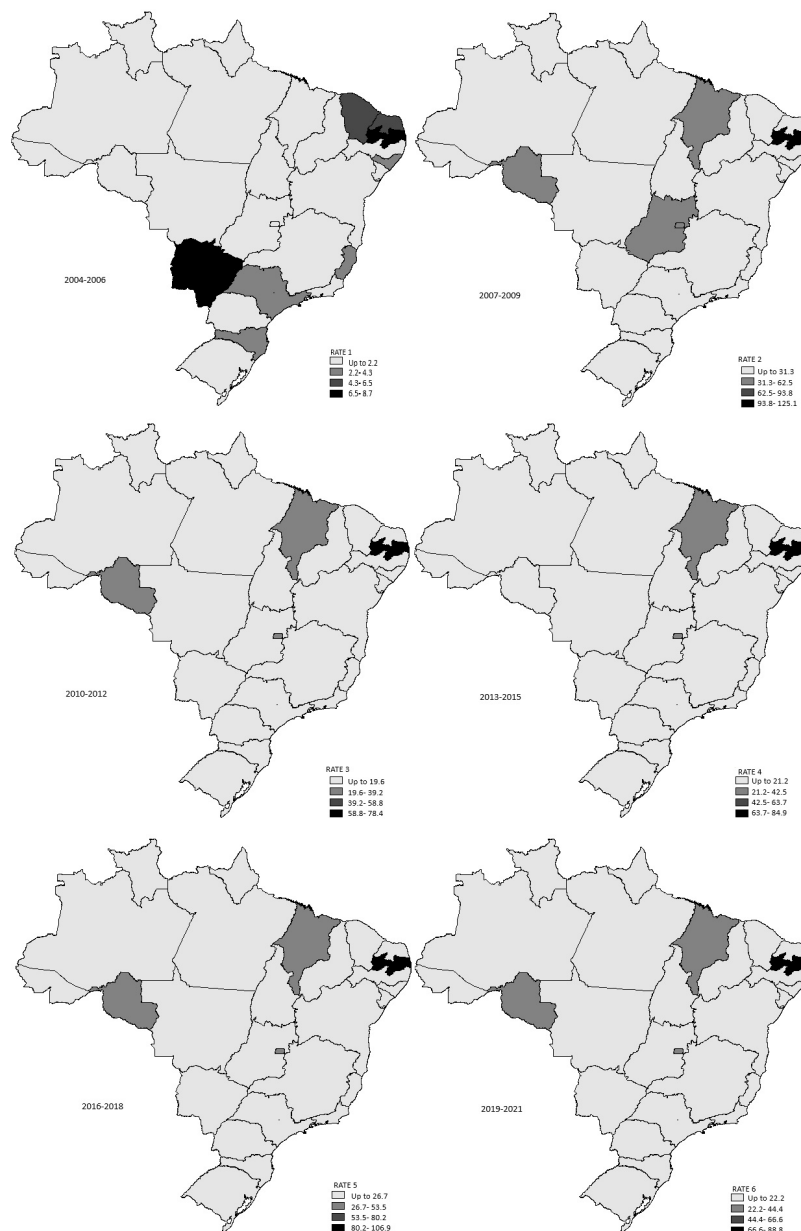 2004-2006
RATE 1
Up to 2.2
2.2- 4.3
4.3- 6.5
6.5- 8.7
2007-2009
RATE 2
Up to 31.3
31.3- 62.5
62.5- 93.8
93.8- 125.1
2010-2012
RATE 3
Up to 19.6
19.6- 39.2
39.2- 58.8
58.8- 78.4
2013-2015
RATE 4
Up to 21.2
21.2- 42.5
42.5- 63.7
63.7- 84.9
2016-2018
RATE 5
Up to 26.7
26.7- 53.5
53.5- 80.2
80.2- 106.9
2019-2021
RATE 6
Up to 22.2
22.2- 44.4
44.4- 66.6
66.6- 88.8